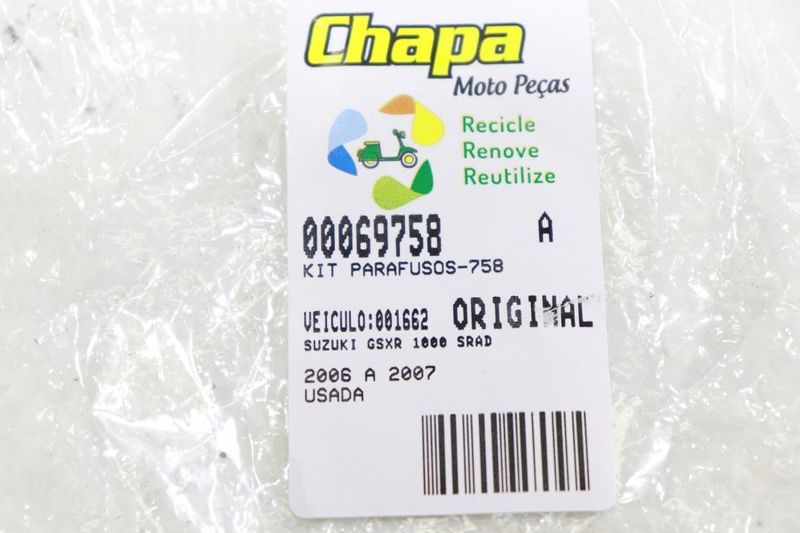 Chapa
Moto Peças
Recicle
Renove
Reutilize
00069758 A
KIT PARAFUSOS-758
VEICULO:001662 ORIGINAL
SUZUKI GSXR 1000 SRAD
2006 A 2007
USADA